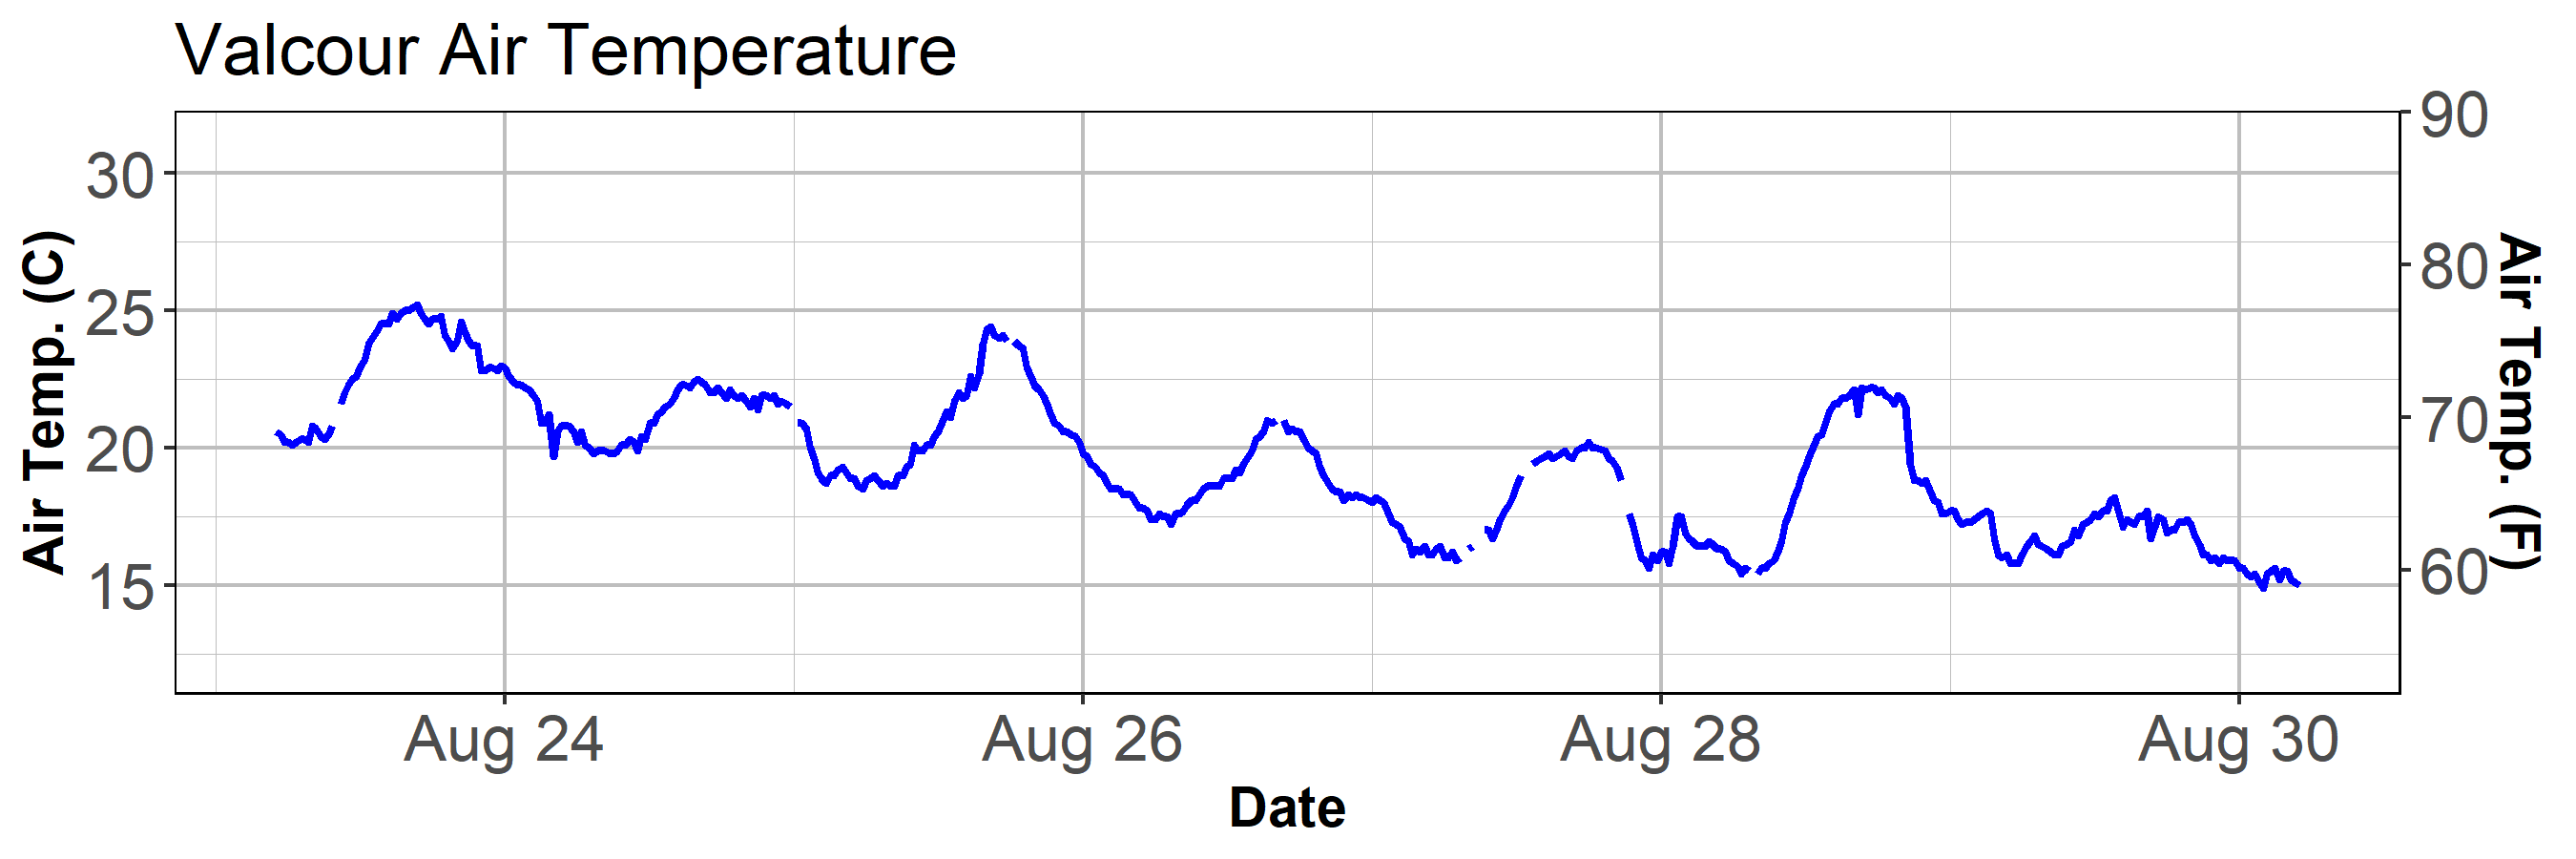 Valcour Air Temperature
Air Temp. (C)
30
25
20
15
90
80
70
60
Air Temp. (F)
Aug 24
Aug 26
Aug 28
Aug 30
Date